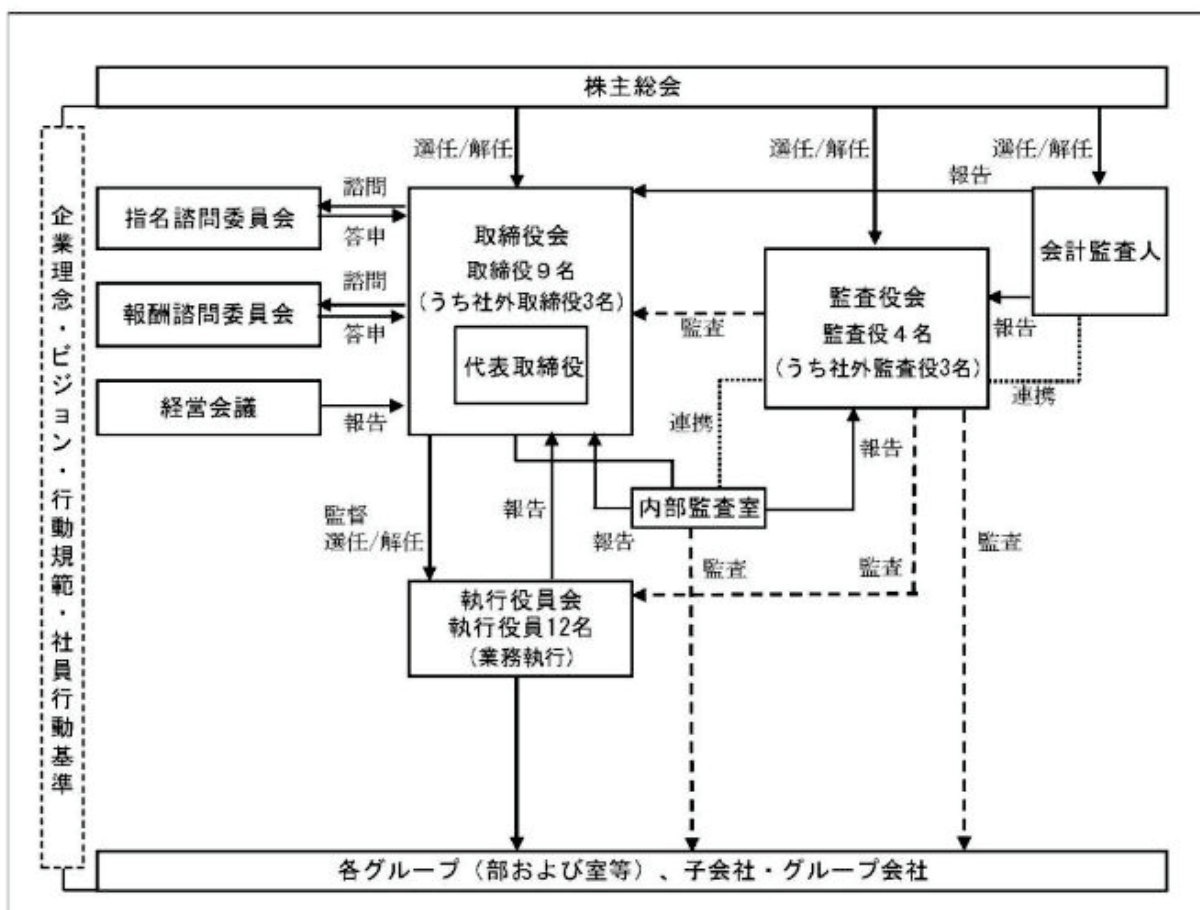 株主総会
選任/解任
選任/解任
選任/解任
企業理念・ビジョン・行動規範・社員行動基準
指名諮問委員会
諮問
答申
報酬諮問委員会
諮問
答申
経営会議
報告
取締役会
取締役9名
(うち社外取締役3名)
代表取締役
報告
会計監査人
監査役会
監査役4名
(うち社外監査役3名)
監査
報告
連携
連携
報告
内部監査室
報告
報告
監督
選任/解任
監査
監査
監査
執行役員会
執行役員12名
(業務執行)
各グループ(部および室等)、子会社・グループ会社